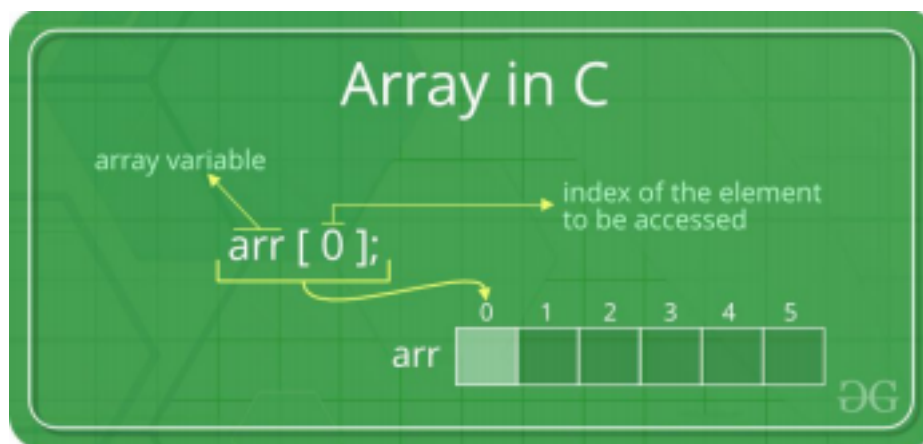 Array in C
array variable
index of the element
to be accessed
arr [ 0 ];
0 1 2 3 4 5
arr
GG